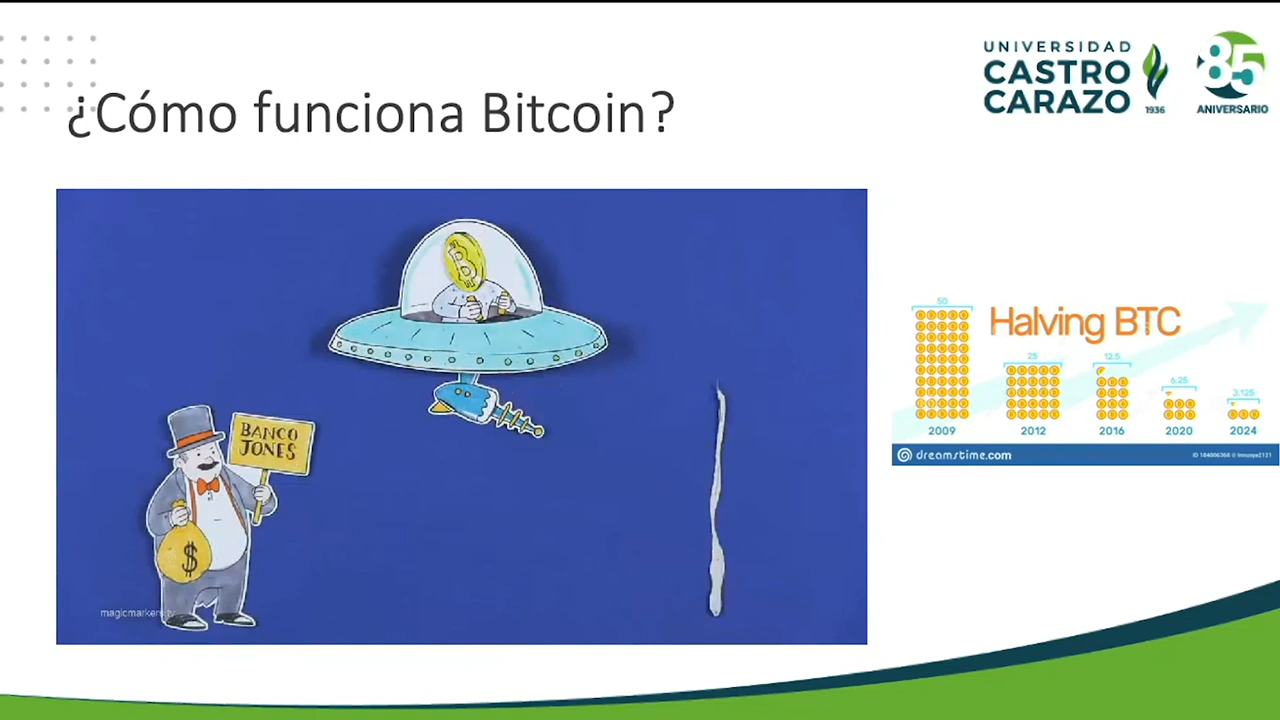 UNIVERSIDAD
CASTRO
CARAZO
1936
85
ANIVERSARIO
¿Cómo funciona Bitcoin?
BANCO
JONES
$
magicmarkers.tv
Halving BTC
50
25
12.5
6.25
3.125
2009
2012
2016
2020
2024
dreamstime.com